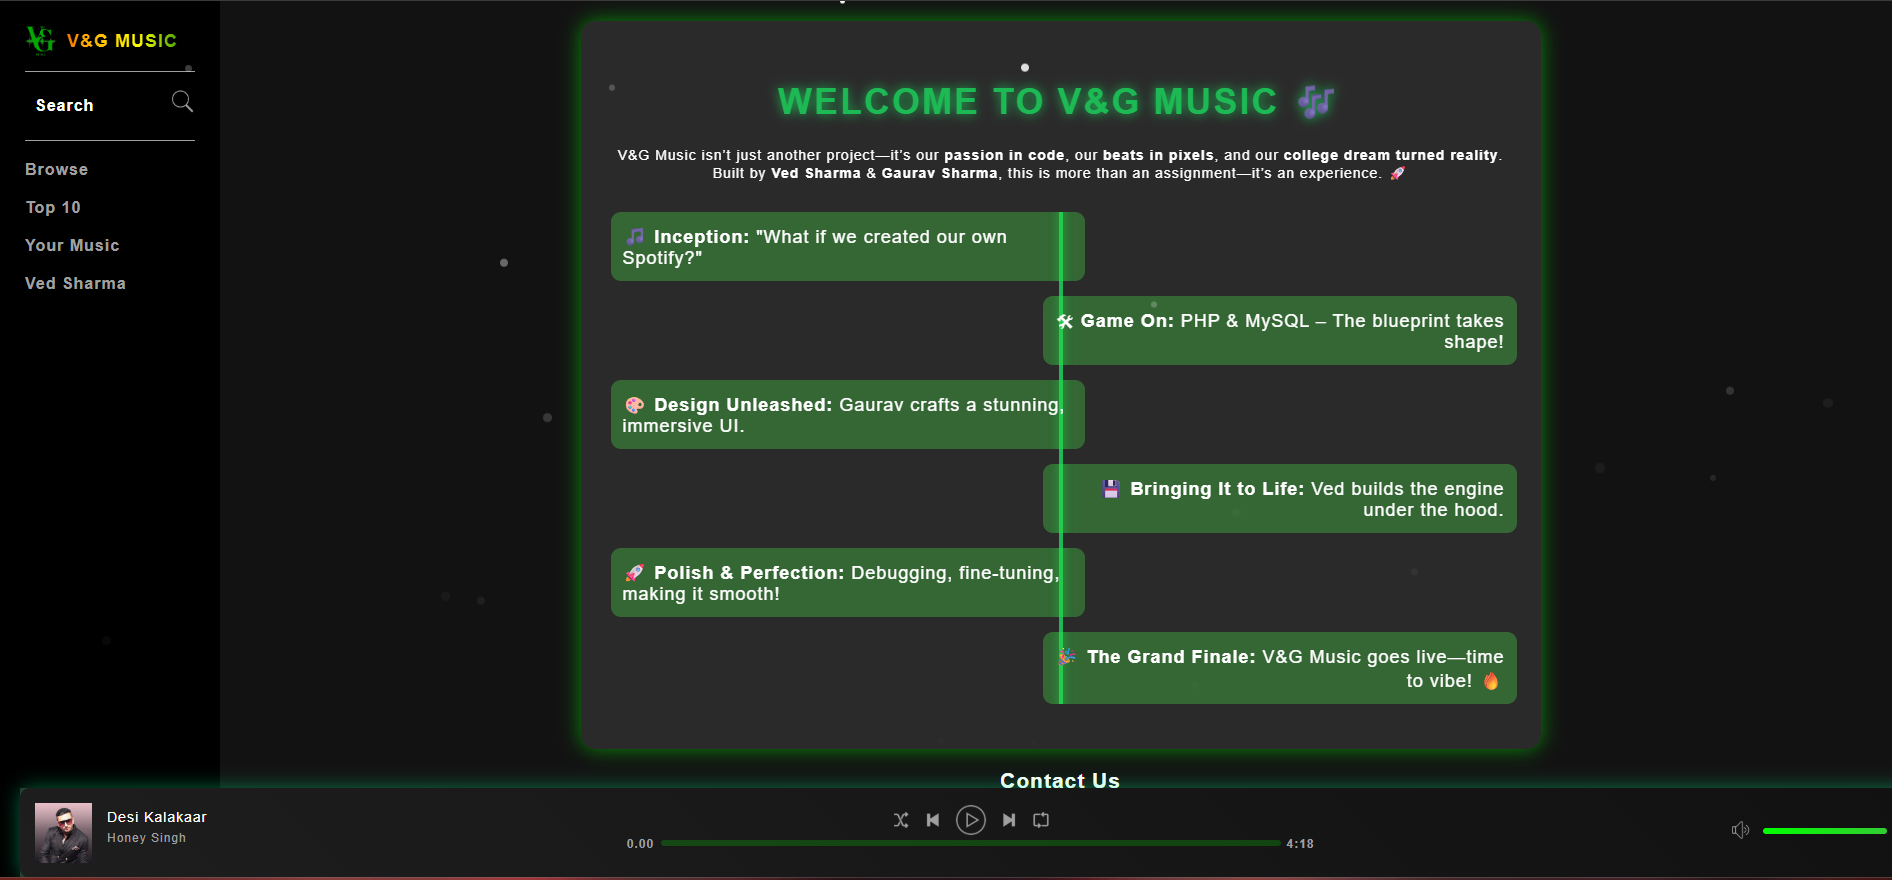 V&G MUSIC
Search
Browse
Top 10
Your Music
Ved Sharma
WELCOME TO V&G MUSIC 🎶
V&G Music isn't just another project—it's our passion in code, our beats in pixels, and our college dream turned reality.
Built by Ved Sharma & Gaurav Sharma, this is more than an assignment—it's an experience. 🚀
🎵 Inception: "What if we created our own
Spotify?"
🛠 Game On: PHP & MySQL – The blueprint takes
shape!
🎨 Design Unleashed: Gaurav crafts a stunning,
immersive UI.
💾 Bringing It to Life: Ved builds the engine
under the hood.
🚀 Polish & Perfection: Debugging, fine-tuning,
making it smooth!
🎉 The Grand Finale: V&G Music goes live—time
to vibe! 🔥
Contact Us
Desi Kalakaar
Honey Singh
0.00
4:18